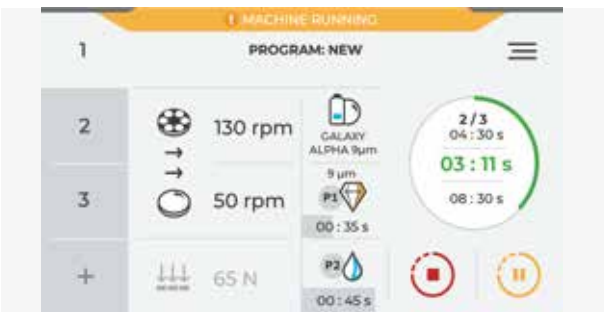 ! MACHINE RUNNING
1
PROGRAM: NEW
2
130 rpm
GALAXY
ALPHA 9µm
2/3
04 : 30 s
03 : 11 s
08 : 30 s
3
50 rpm
9 µm
P1
00 : 35 s
+
65 N
P2
00 : 45 s